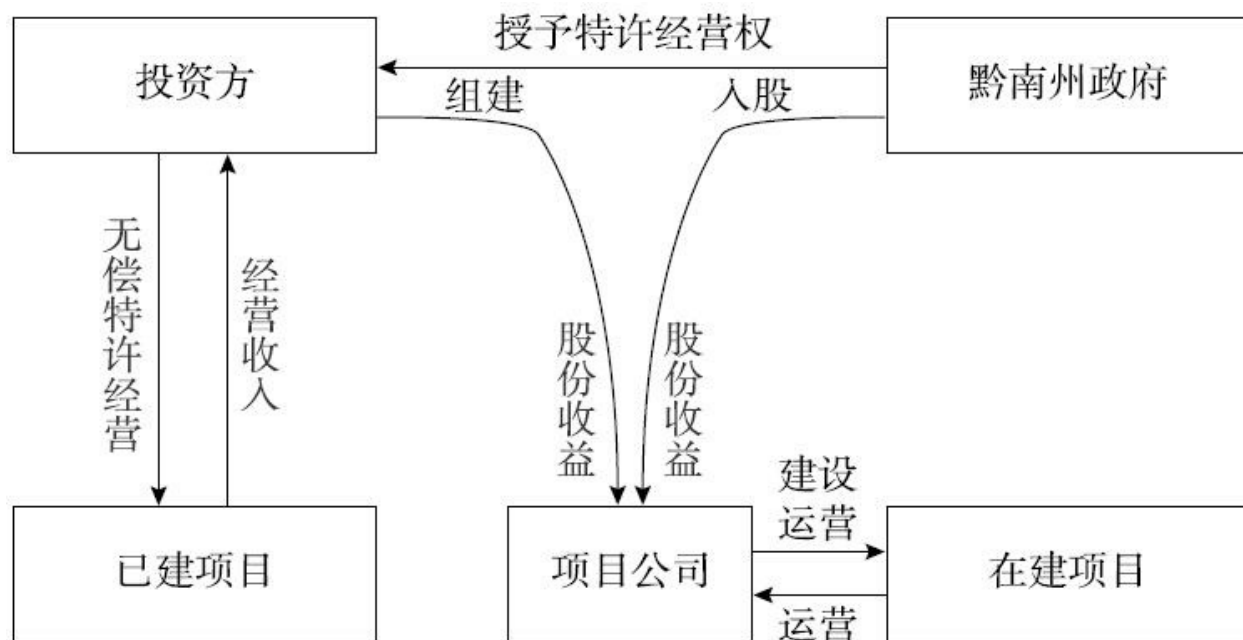 授予特许经营权
投资方
黔南州政府
组建
入股
无偿特许经营
经营收入
股份收益
股份收益
建设
运营
已建项目
项目公司
在建项目
运营